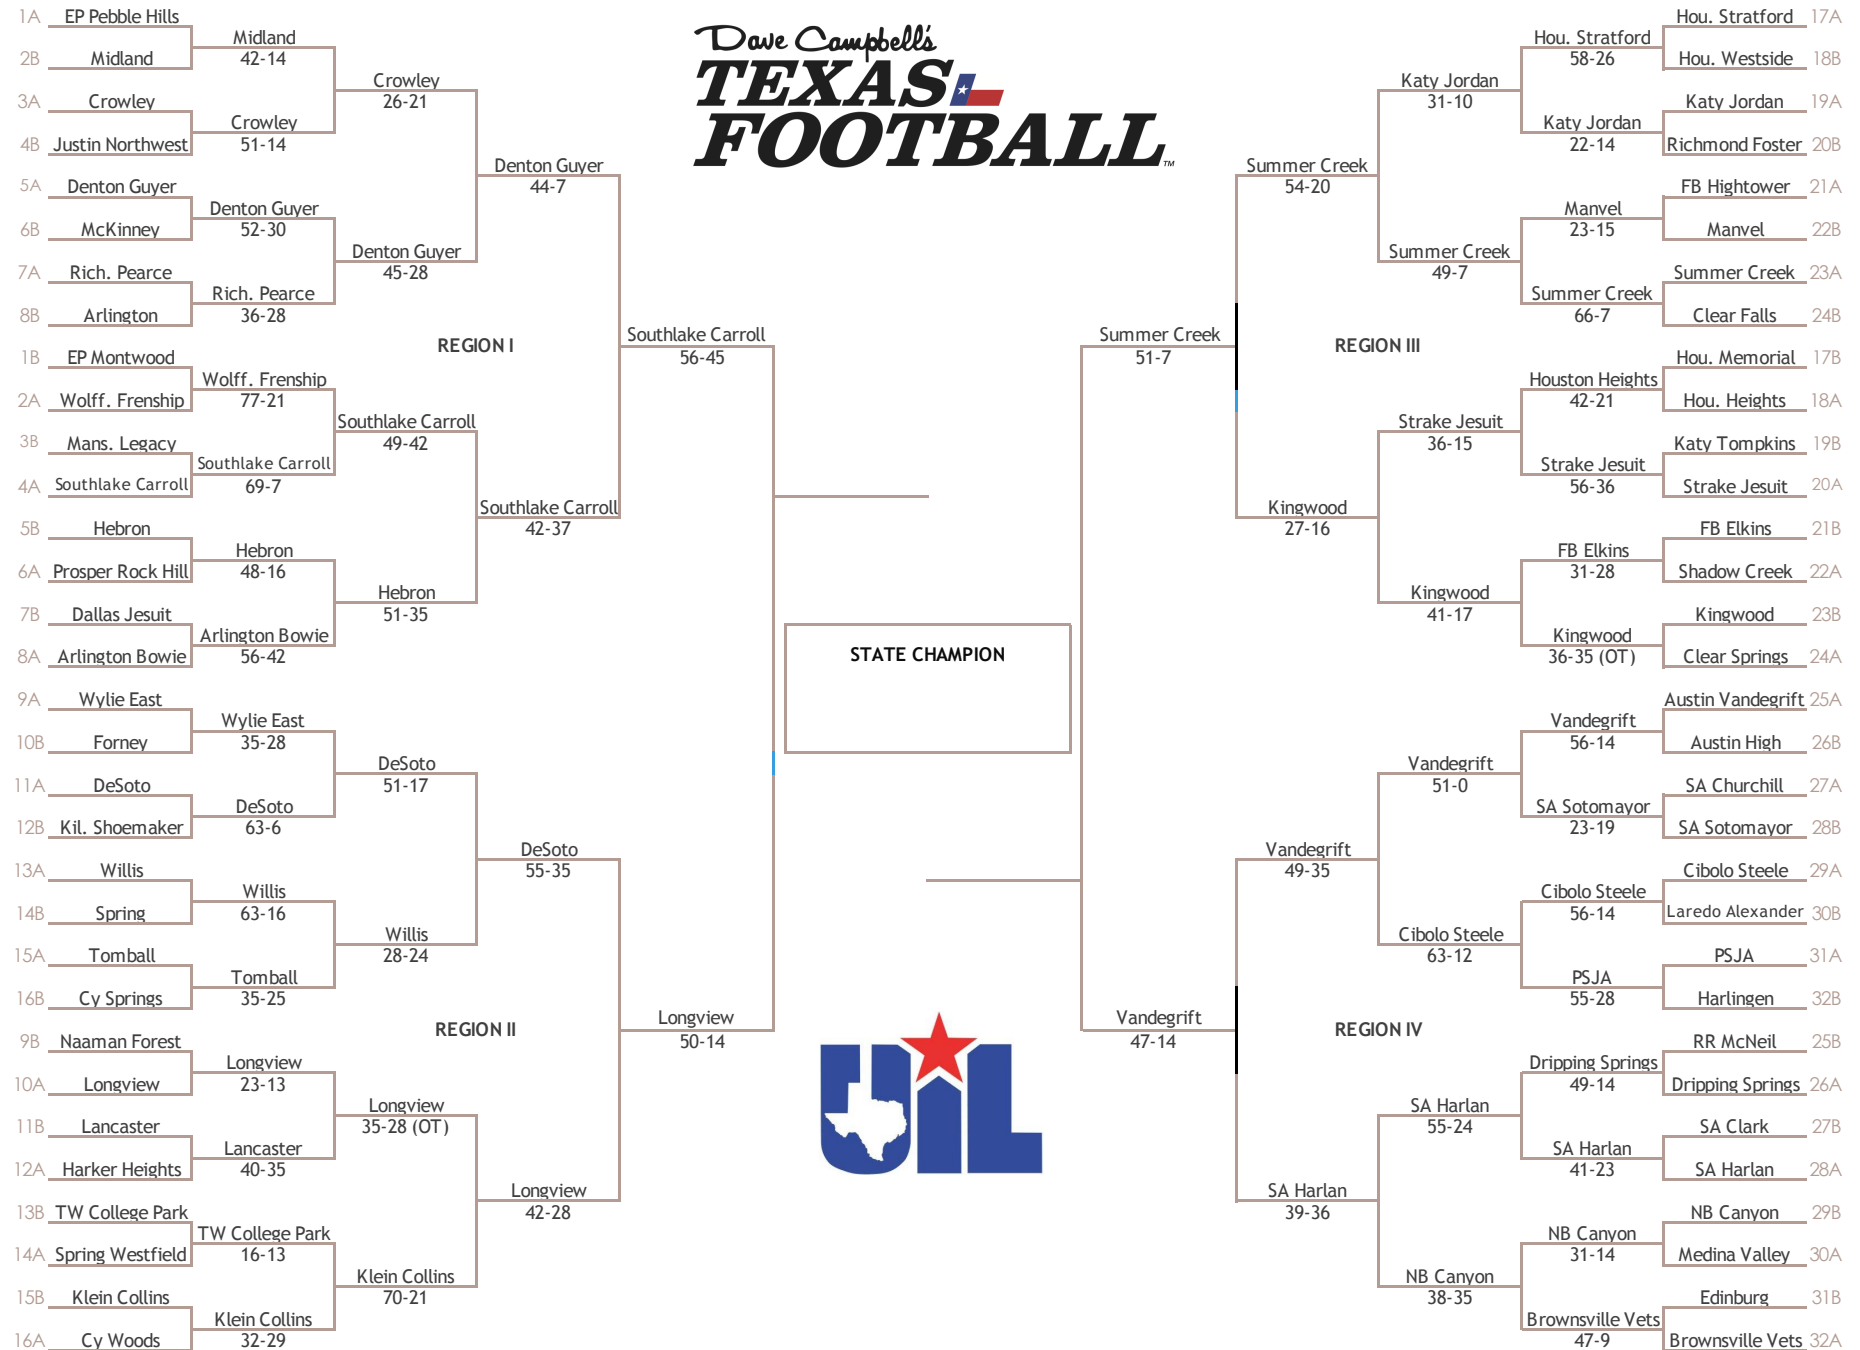 Dave Campbell's
TEXAS
FOOTBALL™
1A EP Pebble Hills
2B Midland
3A Crowley
4B Justin Northwest
5A Denton Guyer
6B McKinney
7A Rich. Pearce
8B Arlington
1B EP Montwood
2A Wolff. Frenship
3B Mans. Legacy
4A Southlake Carroll
5B Hebron
6A Prosper Rock Hill
7B Dallas Jesuit
8A Arlington Bowie
9A Wylie East
10B Forney
11A DeSoto
12B Kil. Shoemaker
13A Willis
14B Spring
15A Tomball
16B Cy Springs
9B Naaman Forest
10A Longview
11B Lancaster
12A Harker Heights
13B TW College Park
14A Spring Westfield
15B Klein Collins
16A Cy Woods
Midland
42-14
Crowley
51-14
Denton Guyer
52-30
Rich. Pearce
36-28
Wolff. Frenship
77-21
Southlake Carroll
69-7
Hebron
48-16
Arlington Bowie
56-42
Wylie East
35-28
DeSoto
63-6
Willis
63-16
Tomball
35-25
Longview
23-13
Lancaster
40-35
TW College Park
16-13
Klein Collins
32-29
Crowley
26-21
Denton Guyer
45-28
Southlake Carroll
49-42
Hebron
51-35
DeSoto
51-17
Willis
28-24
Longview
35-28 (OT)
Klein Collins
70-21
Denton Guyer
44-7
REGION I
Southlake Carroll
42-37
DeSoto
55-35
REGION II
Longview
42-28
Southlake Carroll
56-45
Longview
50-14
STATE CHAMPION
UIL
Summer Creek
51-7
Vandegrift
47-14
Summer Creek
54-20
REGION III
Kingwood
27-16
Vandegrift
49-35
REGION IV
SA Harlan
39-36
Katy Jordan
31-10
Summer Creek
49-7
Strake Jesuit
36-15
Kingwood
41-17
Vandegrift
51-0
Cibolo Steele
63-12
SA Harlan
55-24
NB Canyon
38-35
Hou. Stratford
58-26
Katy Jordan
22-14
Manvel
23-15
Summer Creek
66-7
Houston Heights
42-21
Strake Jesuit
56-36
FB Elkins
31-28
Kingwood
36-35 (OT)
Vandegrift
56-14
SA Sotomayor
23-19
Cibolo Steele
56-14
PSJA
55-28
Dripping Springs
49-14
SA Harlan
41-23
NB Canyon
31-14
Brownsville Vets
47-9
Hou. Stratford 17A
Hou. Westside 18B
Katy Jordan 19A
Richmond Foster 20B
FB Hightower 21A
Manvel 22B
Summer Creek 23A
Clear Falls 24B
Hou. Memorial 17B
Hou. Heights 18A
Katy Tompkins 19B
Strake Jesuit 20A
FB Elkins 21B
Shadow Creek 22A
Kingwood 23B
Clear Springs 24A
Austin Vandegrift 25A
Austin High 26B
SA Churchill 27A
SA Sotomayor 28B
Cibolo Steele 29A
Laredo Alexander 30B
PSJA 31A
Harlingen 32B
RR McNeil 25B
Dripping Springs 26A
SA Clark 27B
SA Harlan 28A
NB Canyon 29B
Medina Valley 30A
Edinburg 31B
Brownsville Vets 32A